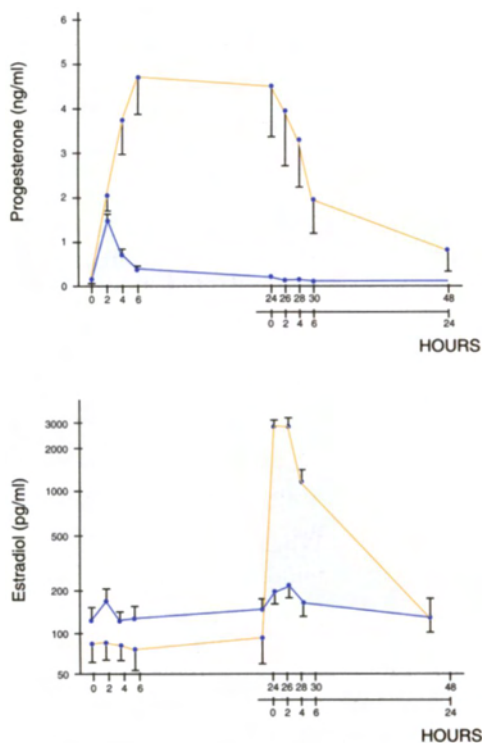 Progesterone (ng/ml)
6
5
4
3
2
1
0
0 2 4 6 24 26 28 30 48
0 2 4 6 24
HOURS
Estradiol (pg/ml)
3000
2000
1000
500
200
100
50
0 2 4 6 24 26 28 30 48
0 2 4 6 24
HOURS